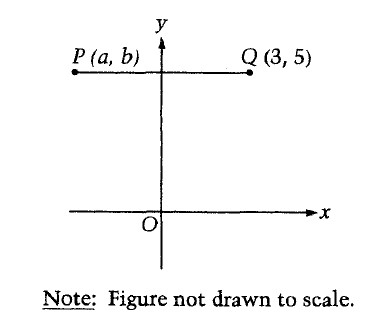 y
P (a, b)
Q (3, 5)
x
O
Note: Figure not drawn to scale.